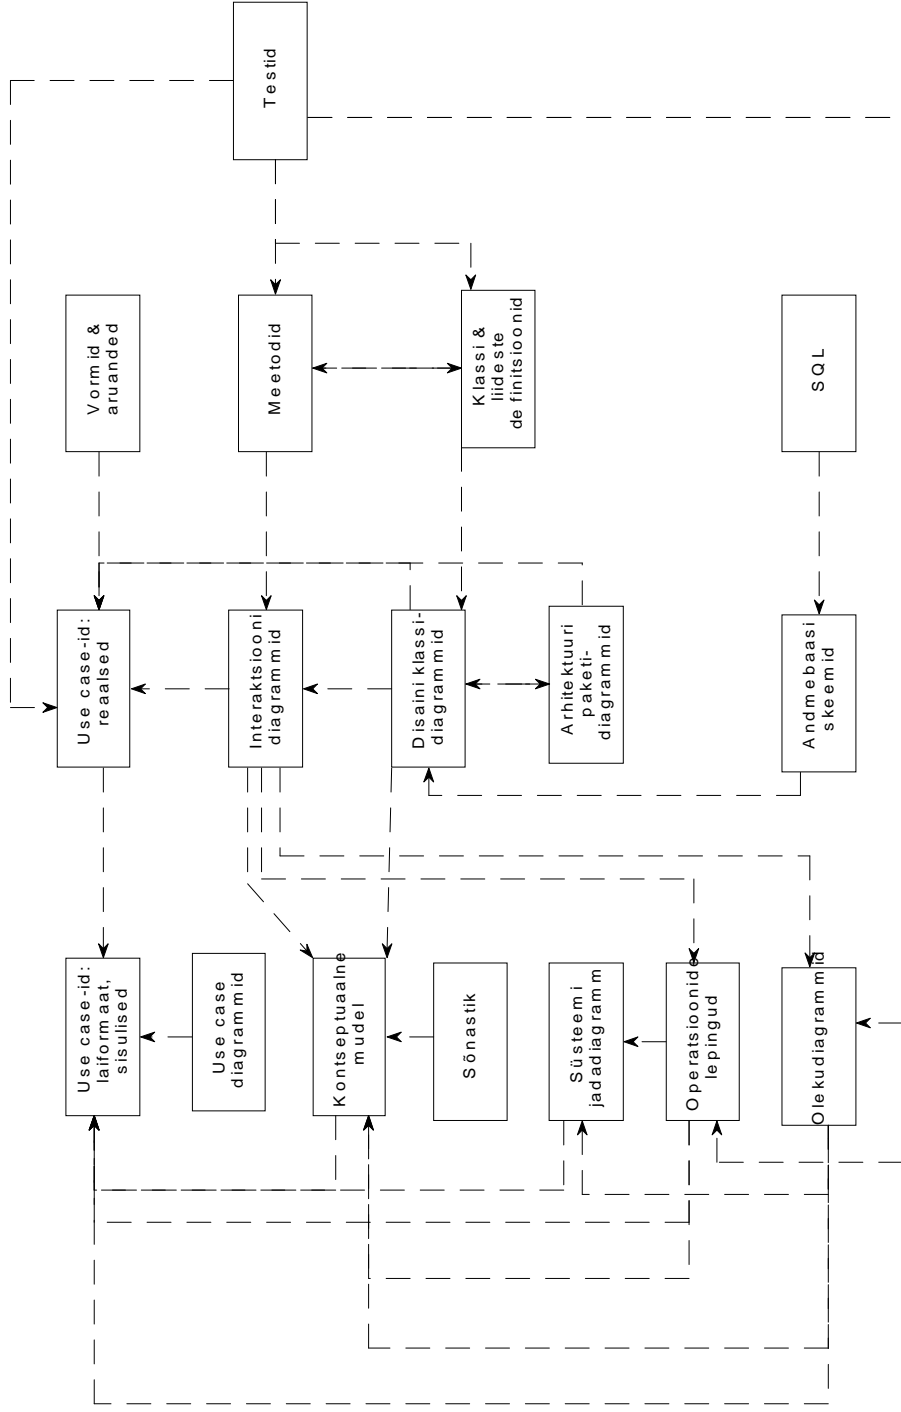 Testid
Vormid &
aruanded
Meetodid
Klassi &
liideste
definitsioonid
SQL
Use case-id:
reaalsed
Interaktsiooni
diagrammid
Disaini klassi-
diagrammid
Arhitektuuri
paketi-
diagrammid
Andmebaasi
skeemid
Use case-id:
laiformaat,
sisulised
Use case
diagrammid
Kontseptuaalne
mudel
Sõnastik
Süsteemi
jadadiagramm
Operatsioonide
lepingud
Olekudiagrammid